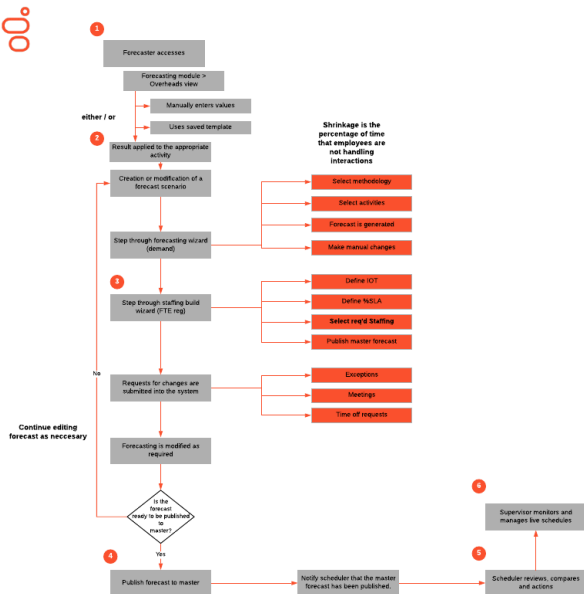 1
Forecaster accesses
Forecasting module >
Overheads view
either / or
Manually enters values
Uses saved template
2
Result applied to the appropriate
activity
Shrinkage is the
percentage of time
that employees are
not handling
interactions
Creation or modification of a
forecast scenario
Step through forecasting wizard
(demand)
Select methodology
Select activities
Forecast is generated
Make manual changes
3
Step through staffing build
wizard (FTE req)
Define IOT
Define %SLA
Select req'd Staffing
Publish master forecast
No
Requests for changes are
submitted into the system
Exceptions
Meetings
Time off requests
Continue editing
forecast as neccesary
Forecasting is modified as
required
Is the
forecast
ready to be published
to
master?
Yes
4
Publish forecast to master
Notify scheduler that the master
forecast has been published.
5
Scheduler reviews, compares
and actions
6
Supervisor monitors and
manages live schedules